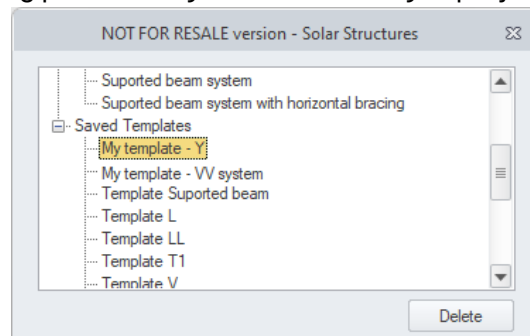 NOT FOR RESALE version - Solar Structures
Suported beam system
Suported beam system with horizontal bracing
Saved Templates
My template - Y
My template - VV system
Template Suported beam
Template L
Template LL
Template T1
Template V
Delete